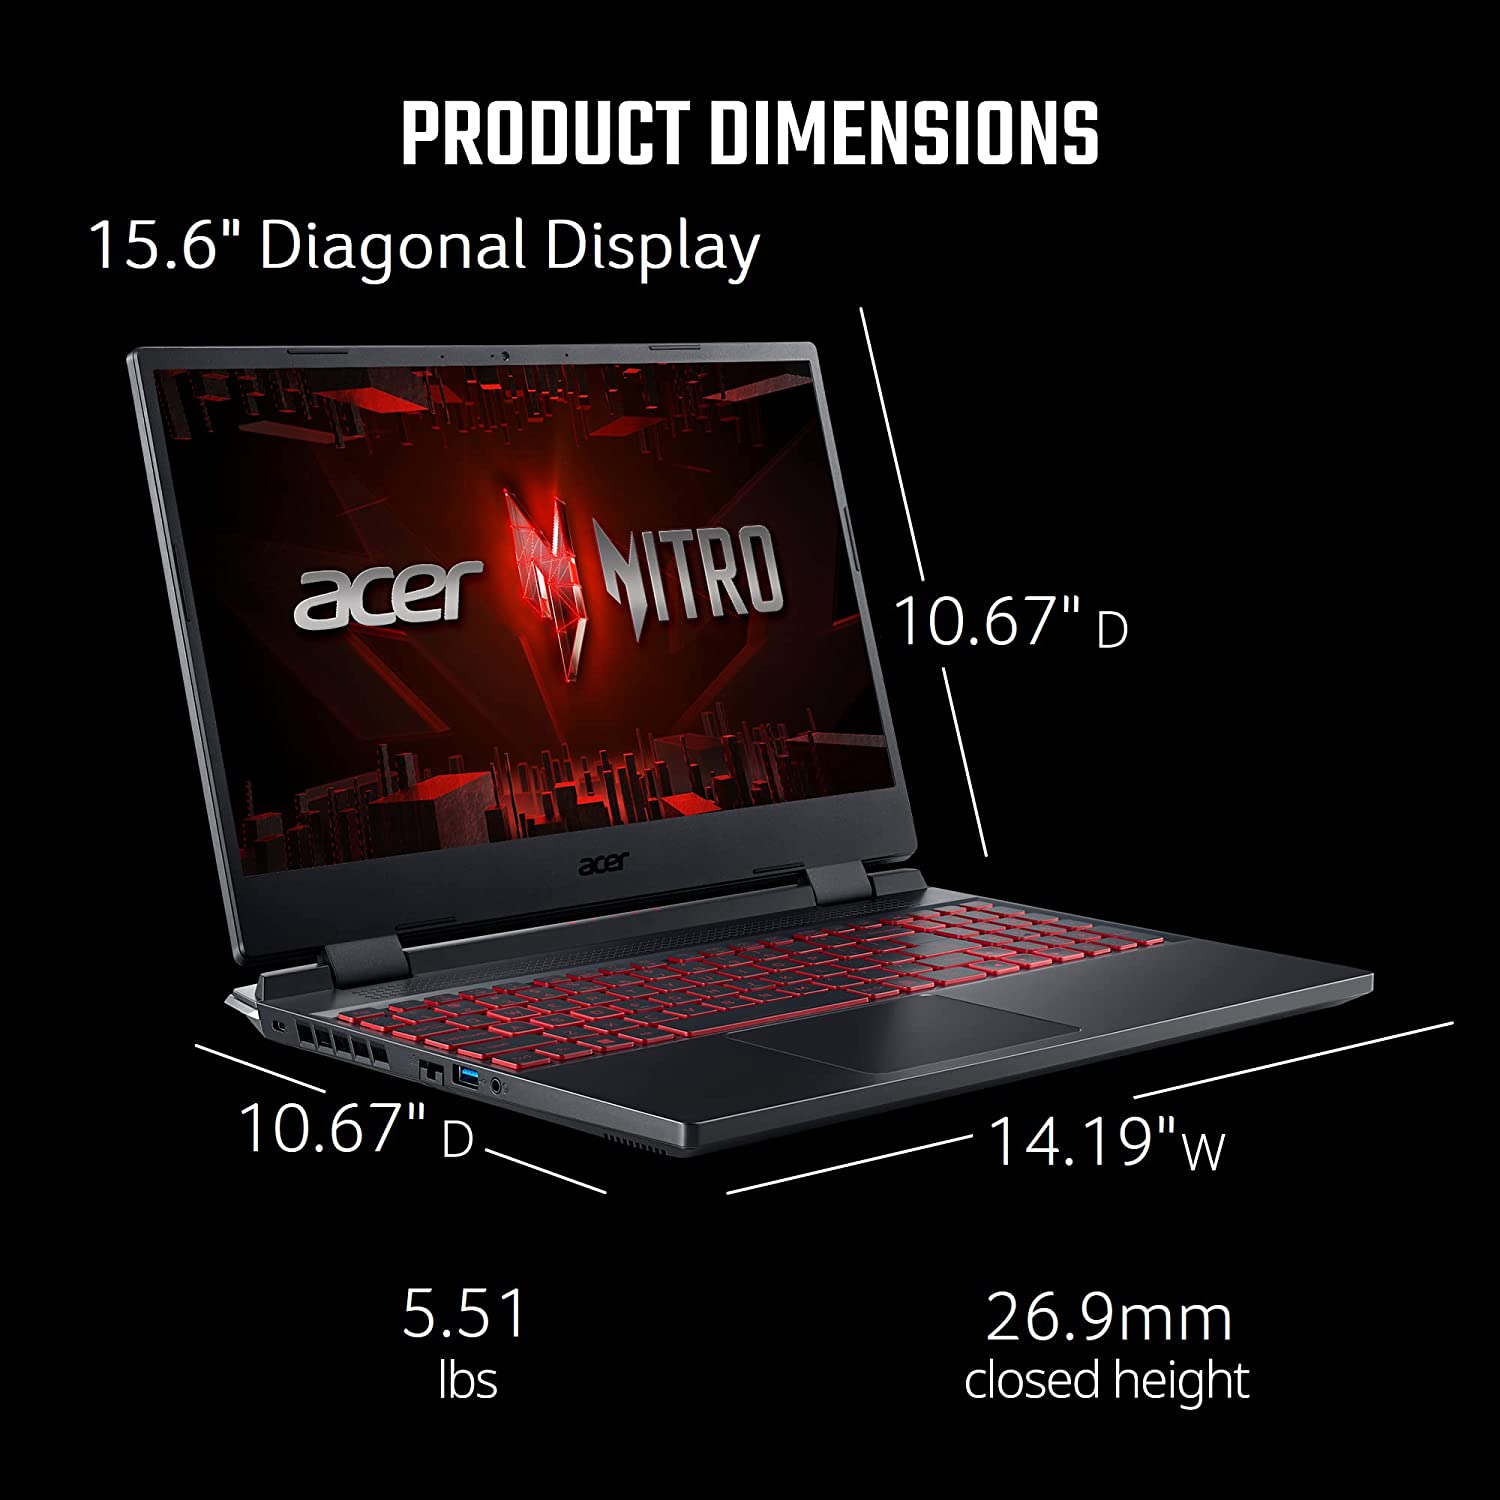 PRODUCT DIMENSIONS
15.6" Diagonal Display
acer NITRO
10.67" D
acer
10.67" D
14.19" W
5.51
lbs
26.9mm
closed height